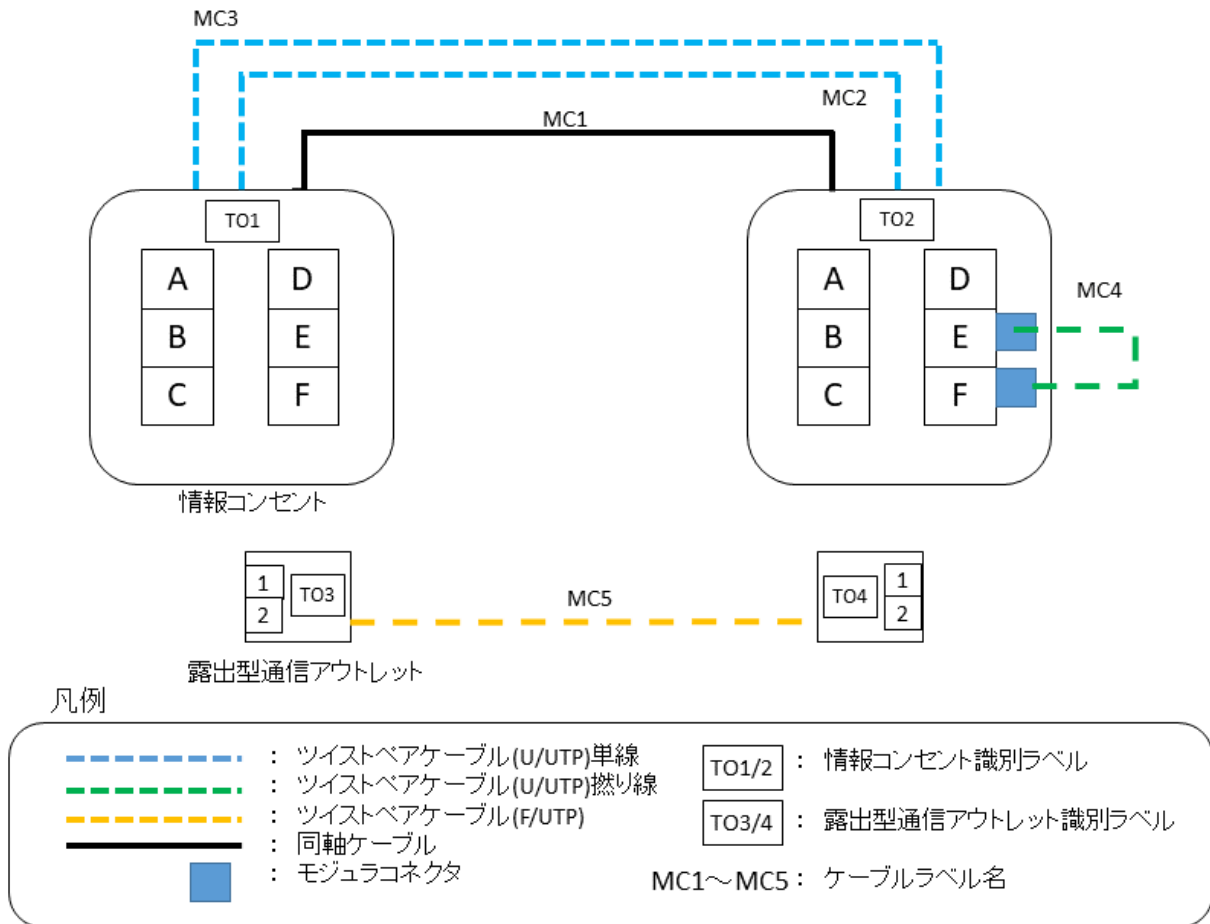 MC3
MC2
MC1
TO1
A
B
C
D
E
F
情報コンセント
TO2
A
B
C
D
E
F
MC4
1
2
TO3
露出型通信アウトレット
MC5
TO4
1
2
凡例
： ツイストペアケーブル(U/UTP)単線
： ツイストペアケーブル(U/UTP)撚り線
： ツイストペアケーブル(F/UTP)
： 同軸ケーブル
： モジュラコネクタ
TO1/2 ： 情報コンセント識別ラベル
TO3/4 ： 露出型通信アウトレット識別ラベル
MC1～MC5： ケーブルラベル名